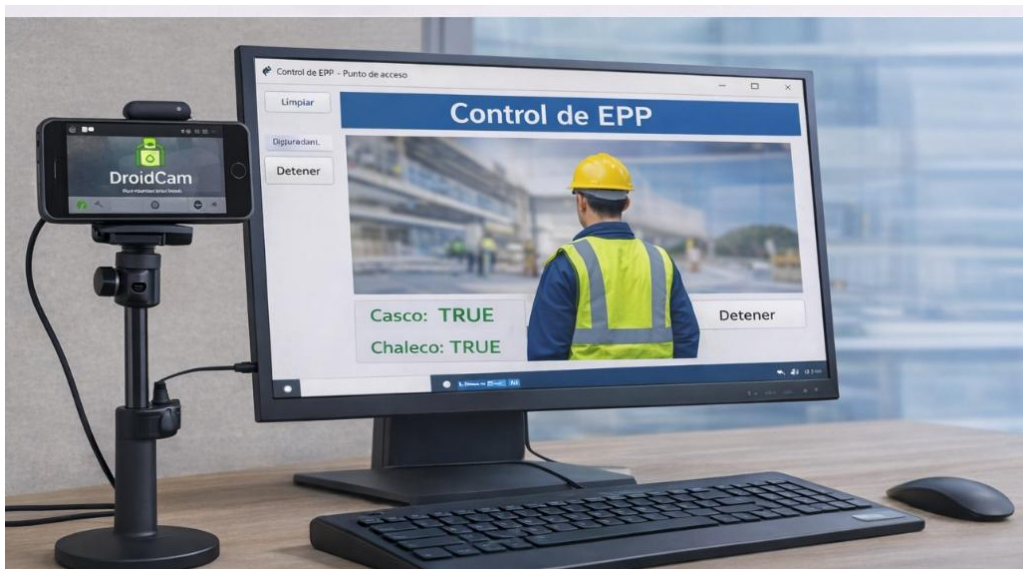 Control de EPP - Punto de acceso
Limpiar
Control de EPP
Detener
DroidCam
Casco: TRUE
Detener
Chaleco: TRUE